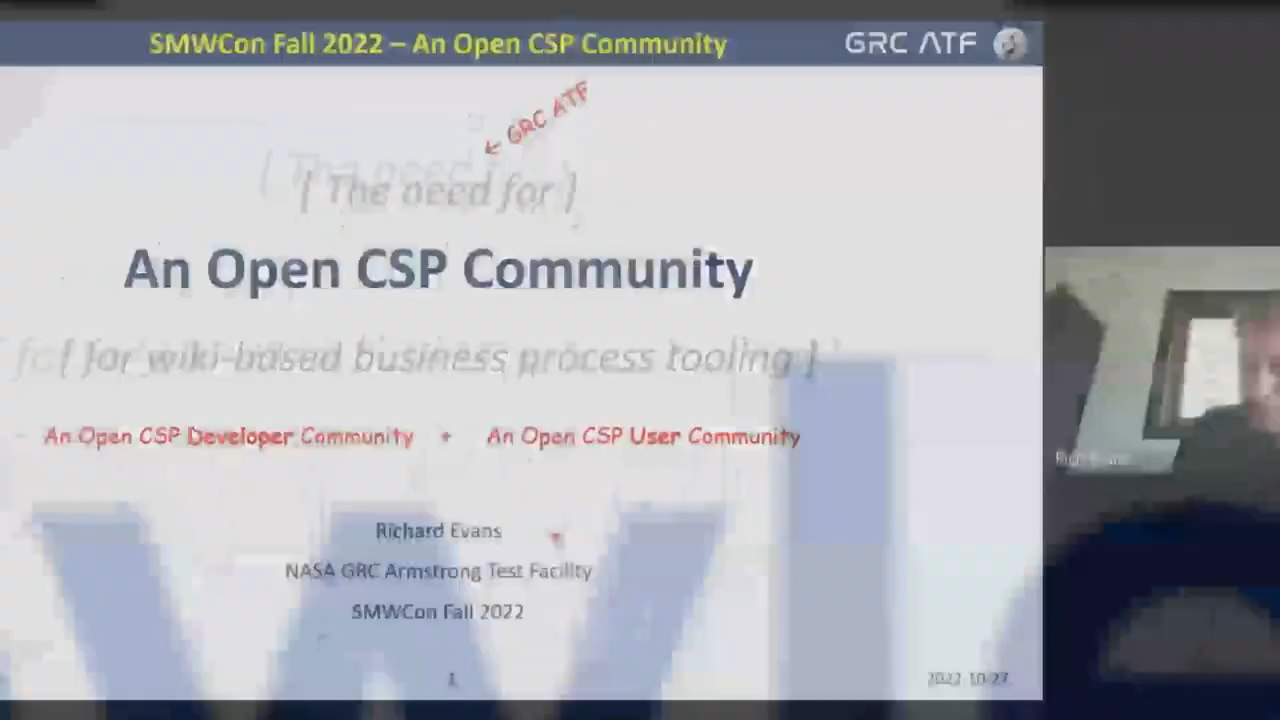 SMWCon Fall 2022 – An Open CSP Community
GRC ATF
← GRC ATF
[ The need for ]
An Open CSP Community
[ for wiki-based business process tooling ]
An Open CSP Developer Community + An Open CSP User Community
Richard Evans
NASA GRC Armstrong Test Facility
SMWCon Fall 2022
1
2022-10-27